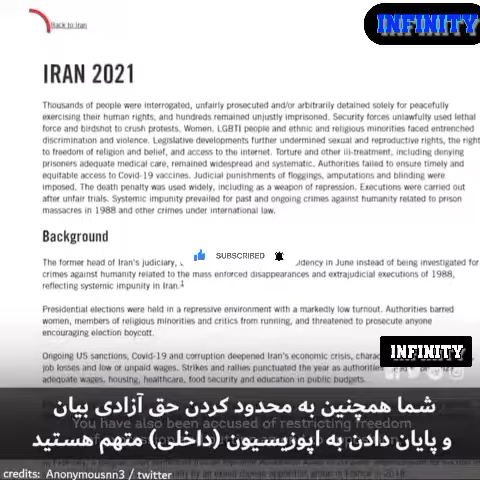 Back to Iran
INFINITY
IRAN 2021
Thousands of people were interrogated, unfairly prosecuted and/or arbitrarily detained solely for peacefully
exercising their human rights, and hundreds remained unjustly imprisoned. Security forces unlawfully used lethal
force and birdshot to crush protests. Women, LGBTI people and ethnic and religious minorities faced entrenched
discrimination and violence. Legislative developments further undermined sexual and reproductive rights, the right
to freedom of religion and belief, and access to the internet. Torture and other ill-treatment, including denying
prisoners adequate medical care, remained widespread and systematic. Authorities failed to ensure timely and
equitable access to Covid-19 vaccines. Judicial punishments of floggings, amputations and blinding were
imposed. The death penalty was used widely, including as a weapon of repression. Executions were carried out
after unfair trials. Systemic impunity prevailed for past and ongoing crimes against humanity related to prison
massacres in 1988 and other crimes under international law.
Background
The former head of Iran's judiciary, SUBSCRIBED idency in June instead of being investigated for
crimes against humanity related to the mass enforced disappearances and extrajudicial executions of 1988,
reflecting systemic impunity in Iran.1
Presidential elections were held in a repressive environment with a markedly low turnout. Authorities barred
women, members of religious minorities and critics from running, and threatened to prosecute anyone
encouraging election boycott.
INFINITY
Ongoing US sanctions, Covid-19 and corruption deepened Iran's economic crisis, charac
job losses and low or unpaid wages. Strikes and rallies punctuated the year as authorities
adequate wages, housing, healthcare, food security and education in public budgets.
شما همچنین به محدود کردن حق آزادی بیان
You have also been accused of restricting freedom
و پایان دادن به اپوزیسیون (داخلی) متهم هستید
credits: Anonymousnn3 / twitter